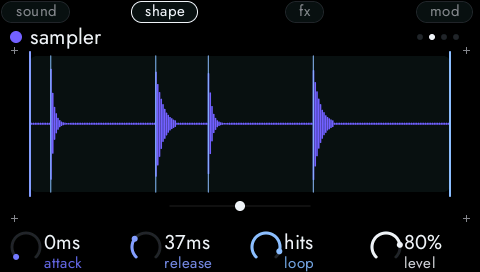 sound shape fx mod
sampler
0ms 37ms hits 80%
attack release loop level